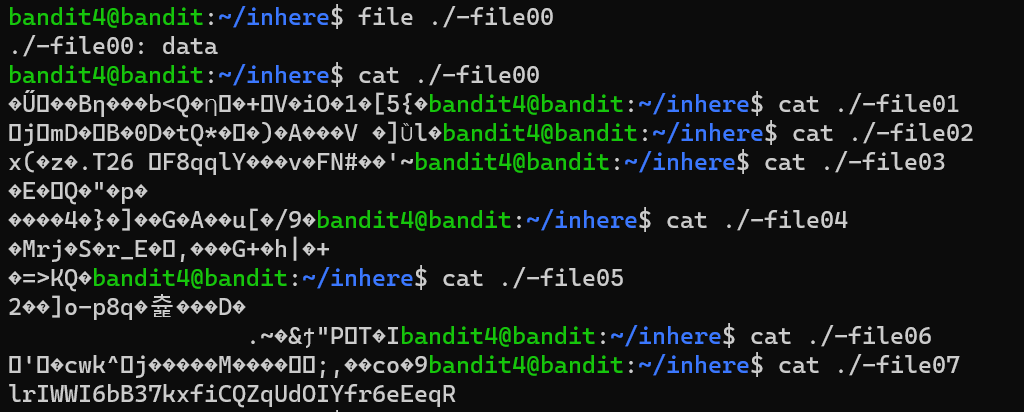 bandit4@bandit:~/inhere$ file ./-file00
./-file00: data
bandit4@bandit:~/inhere$ cat ./-file00
�Ű▯��Bη���b<Q�ղ▯�+▯V�iO�1�[5{�bandit4@bandit:~/inhere$ cat ./-file01
▯j▯mD�▯B�0D�tQ*�▯�)�A���V �]ȕl�bandit4@bandit:~/inhere$ cat ./-file02
x(�z�.T26 ▯F8qqlY���v�FN#��'~bandit4@bandit:~/inhere$ cat ./-file03
�E�▯Q�"�p�
����4�}�]��G�A��u[�/9�bandit4@bandit:~/inhere$ cat ./-file04
�Mrj�S�r_E�▯,���G+�h|�+
�=>KQ�bandit4@bandit:~/inhere$ cat ./-file05
2��]o-p8q����D�
.~�&"P▯T�Ibandit4@bandit:~/inhere$ cat ./-file06
▯'▯�cwk^▯j�����M����▯▯;,��co�9bandit4@bandit:~/inhere$ cat ./-file07
lrIWWI6bB37kxfiCQZqUdOIYfr6eEeqR